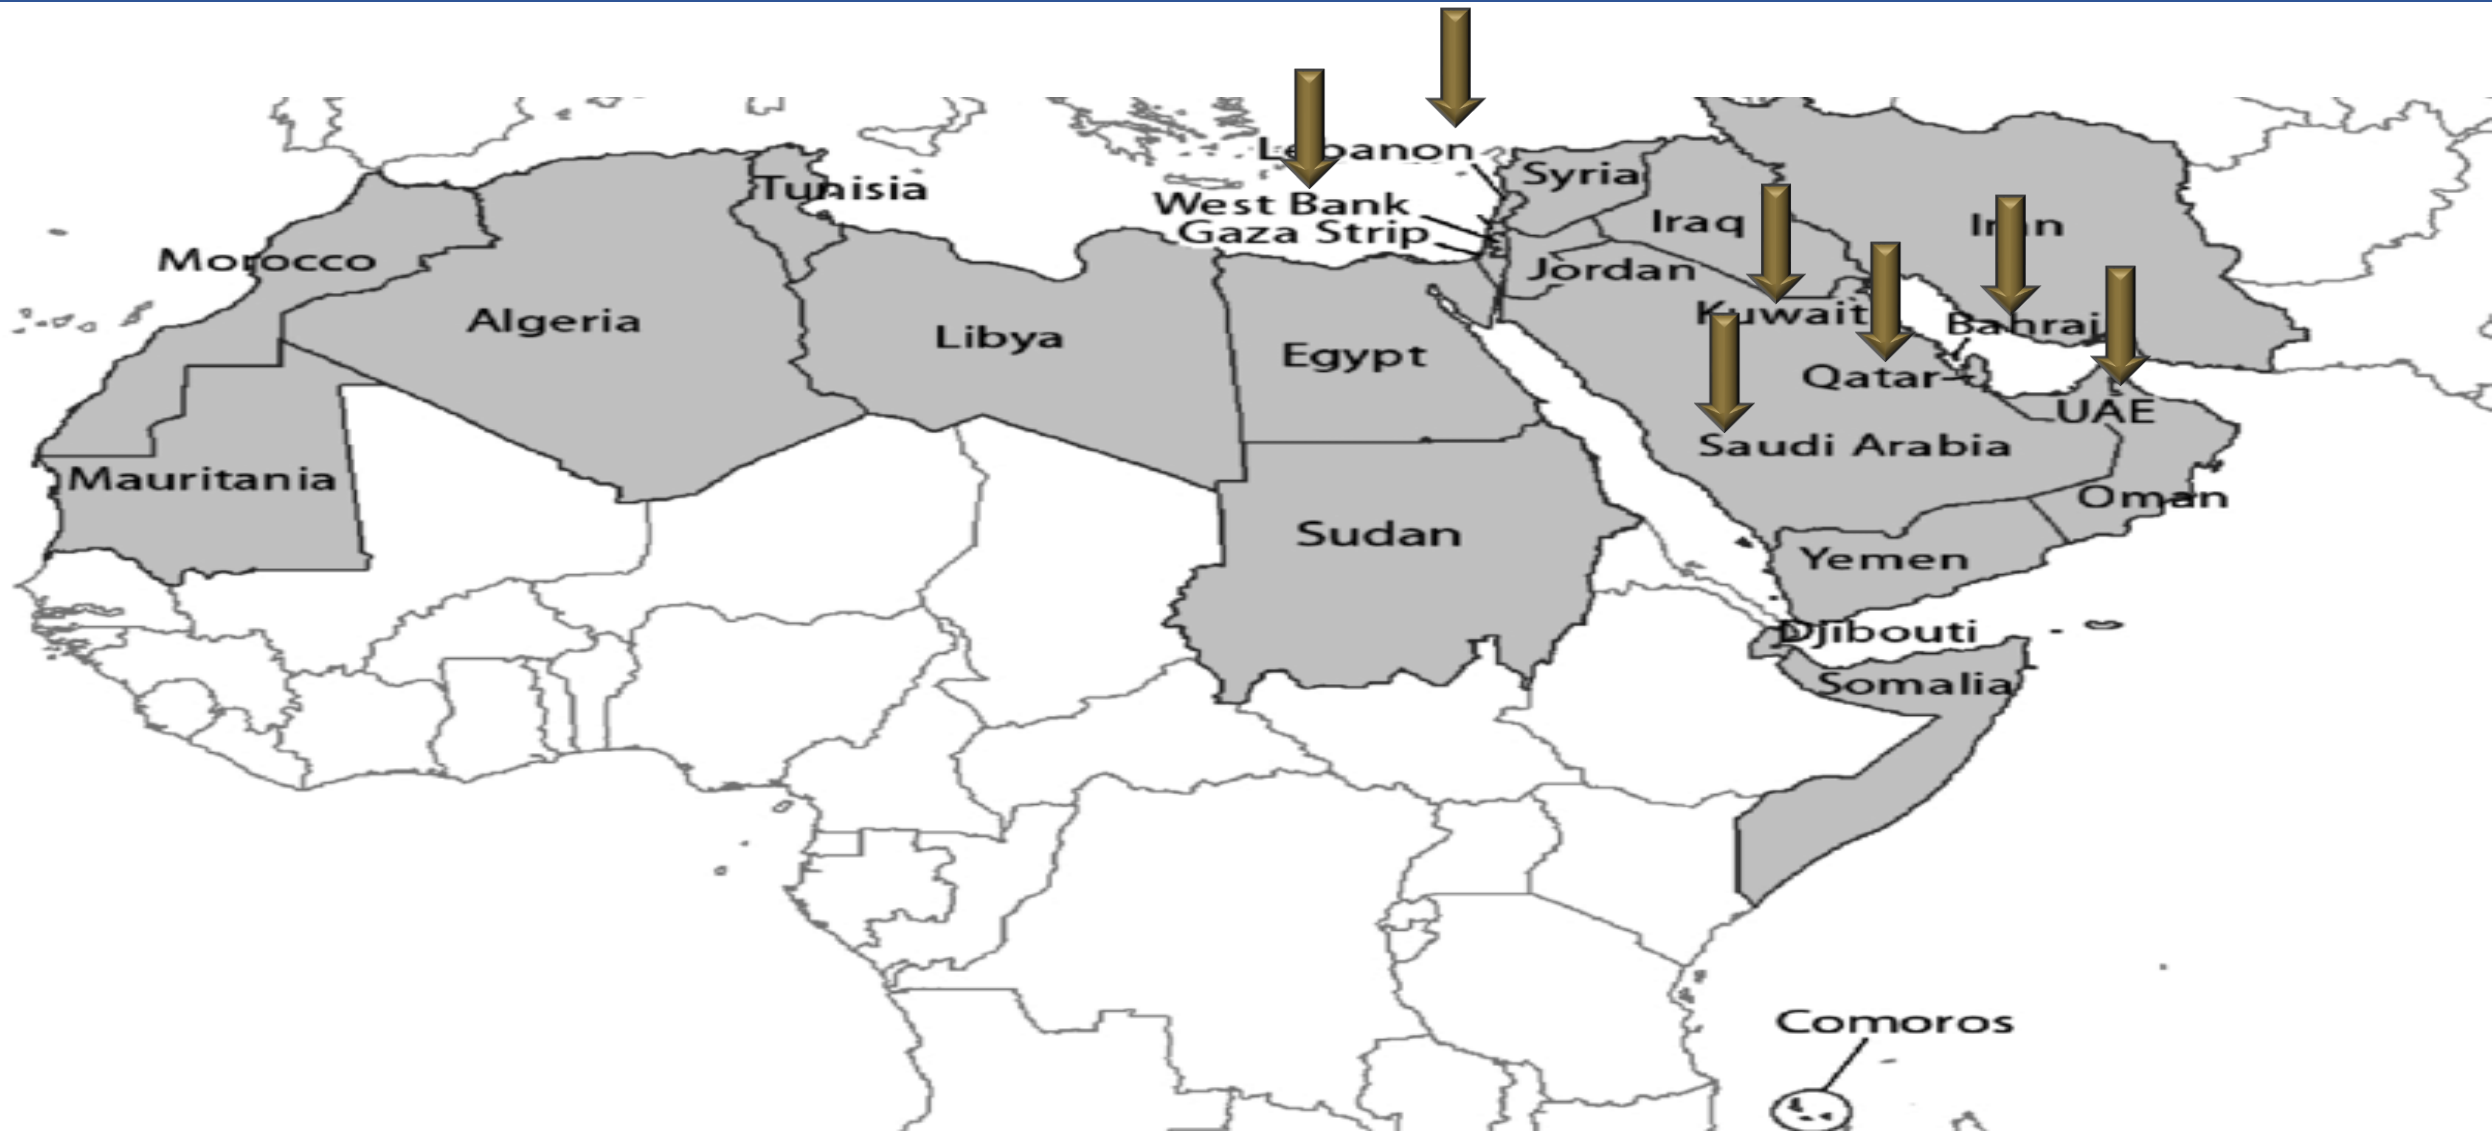 Lebanon
Tunisia
Syria
West Bank
Iraq
Iran
Gaza Strip
Morocco
Jordan
Algeria
Kuwait
Bahrai
Libya
Egypt
Qatar
UAE
Saudi Arabia
Mauritania
Oman
Sudan
Yemen
Djibouti
Somalia
Comoros